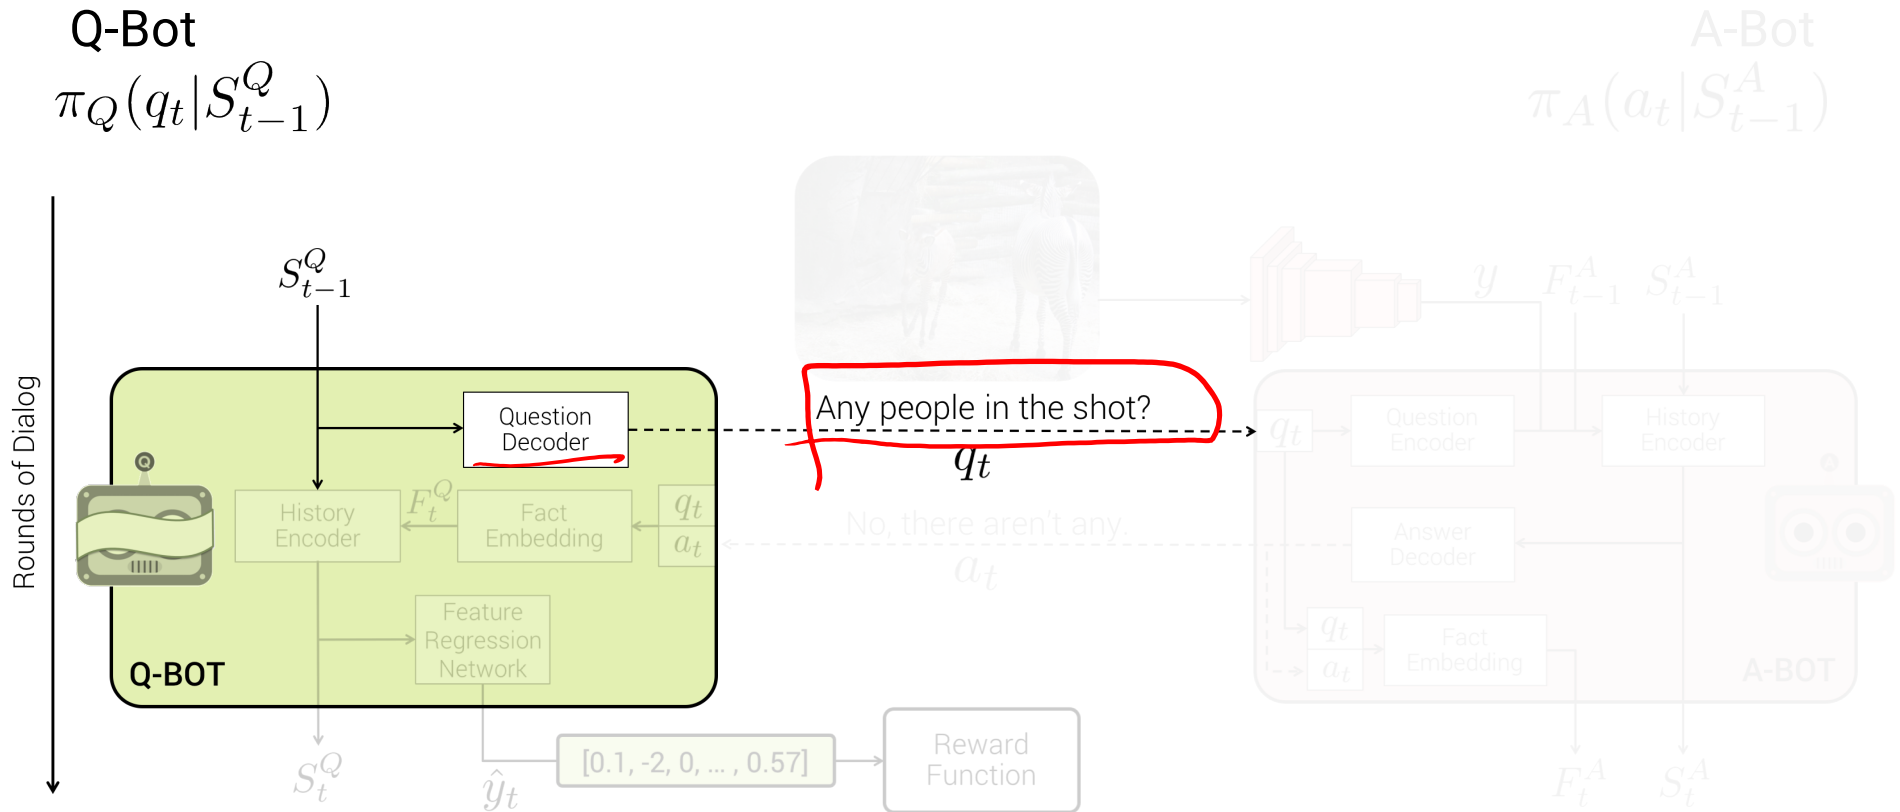 Q-Bot
A-Bot
π_Q(q_t|S^Q_{t−1})
π_A(a_t|S^A_{t−1})
Rounds of Dialog
S^Q_{t−1}
Question
Decoder
History
Encoder
F^Q_t
Fact
Embedding
q_t
a_t
Feature
Regression
Network
Q-BOT
S^Q_t
ŷ_t
[0.1, -2, 0, ... , 0.57]
Reward
Function
Any people in the shot?
q_t
No, there aren't any.
a_t
y
F^A_{t−1}
S^A_{t−1}
q_t
Question
Encoder
History
Encoder
Answer
Decoder
q_t
a_t
Fact
Embedding
A-BOT
F^A_t
S^A_t
Q
A